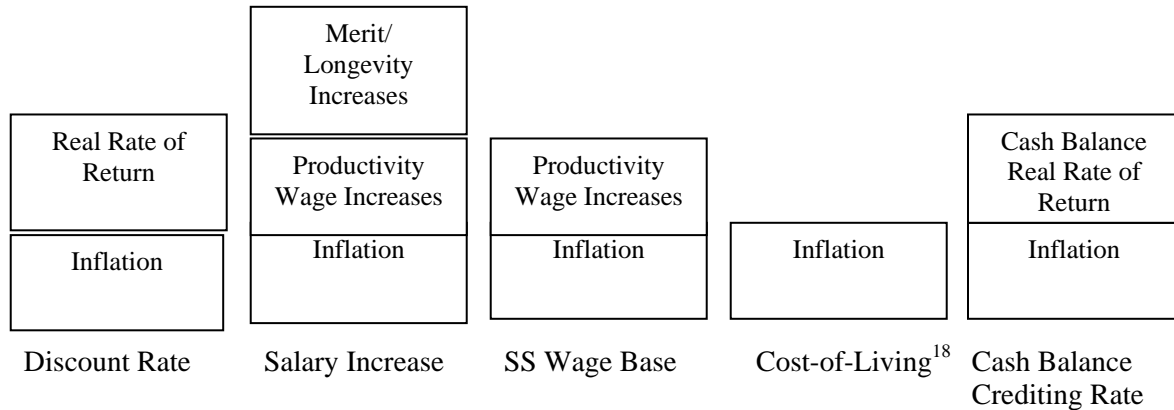 Merit/
Longevity
Increases
Real Rate of
Return
Productivity
Wage Increases
Productivity
Wage Increases
Cash Balance
Real Rate of
Return
Inflation
Inflation
Inflation
Inflation
Inflation
Discount Rate
Salary Increase
SS Wage Base
Cost-of-Living18
Cash Balance
Crediting Rate